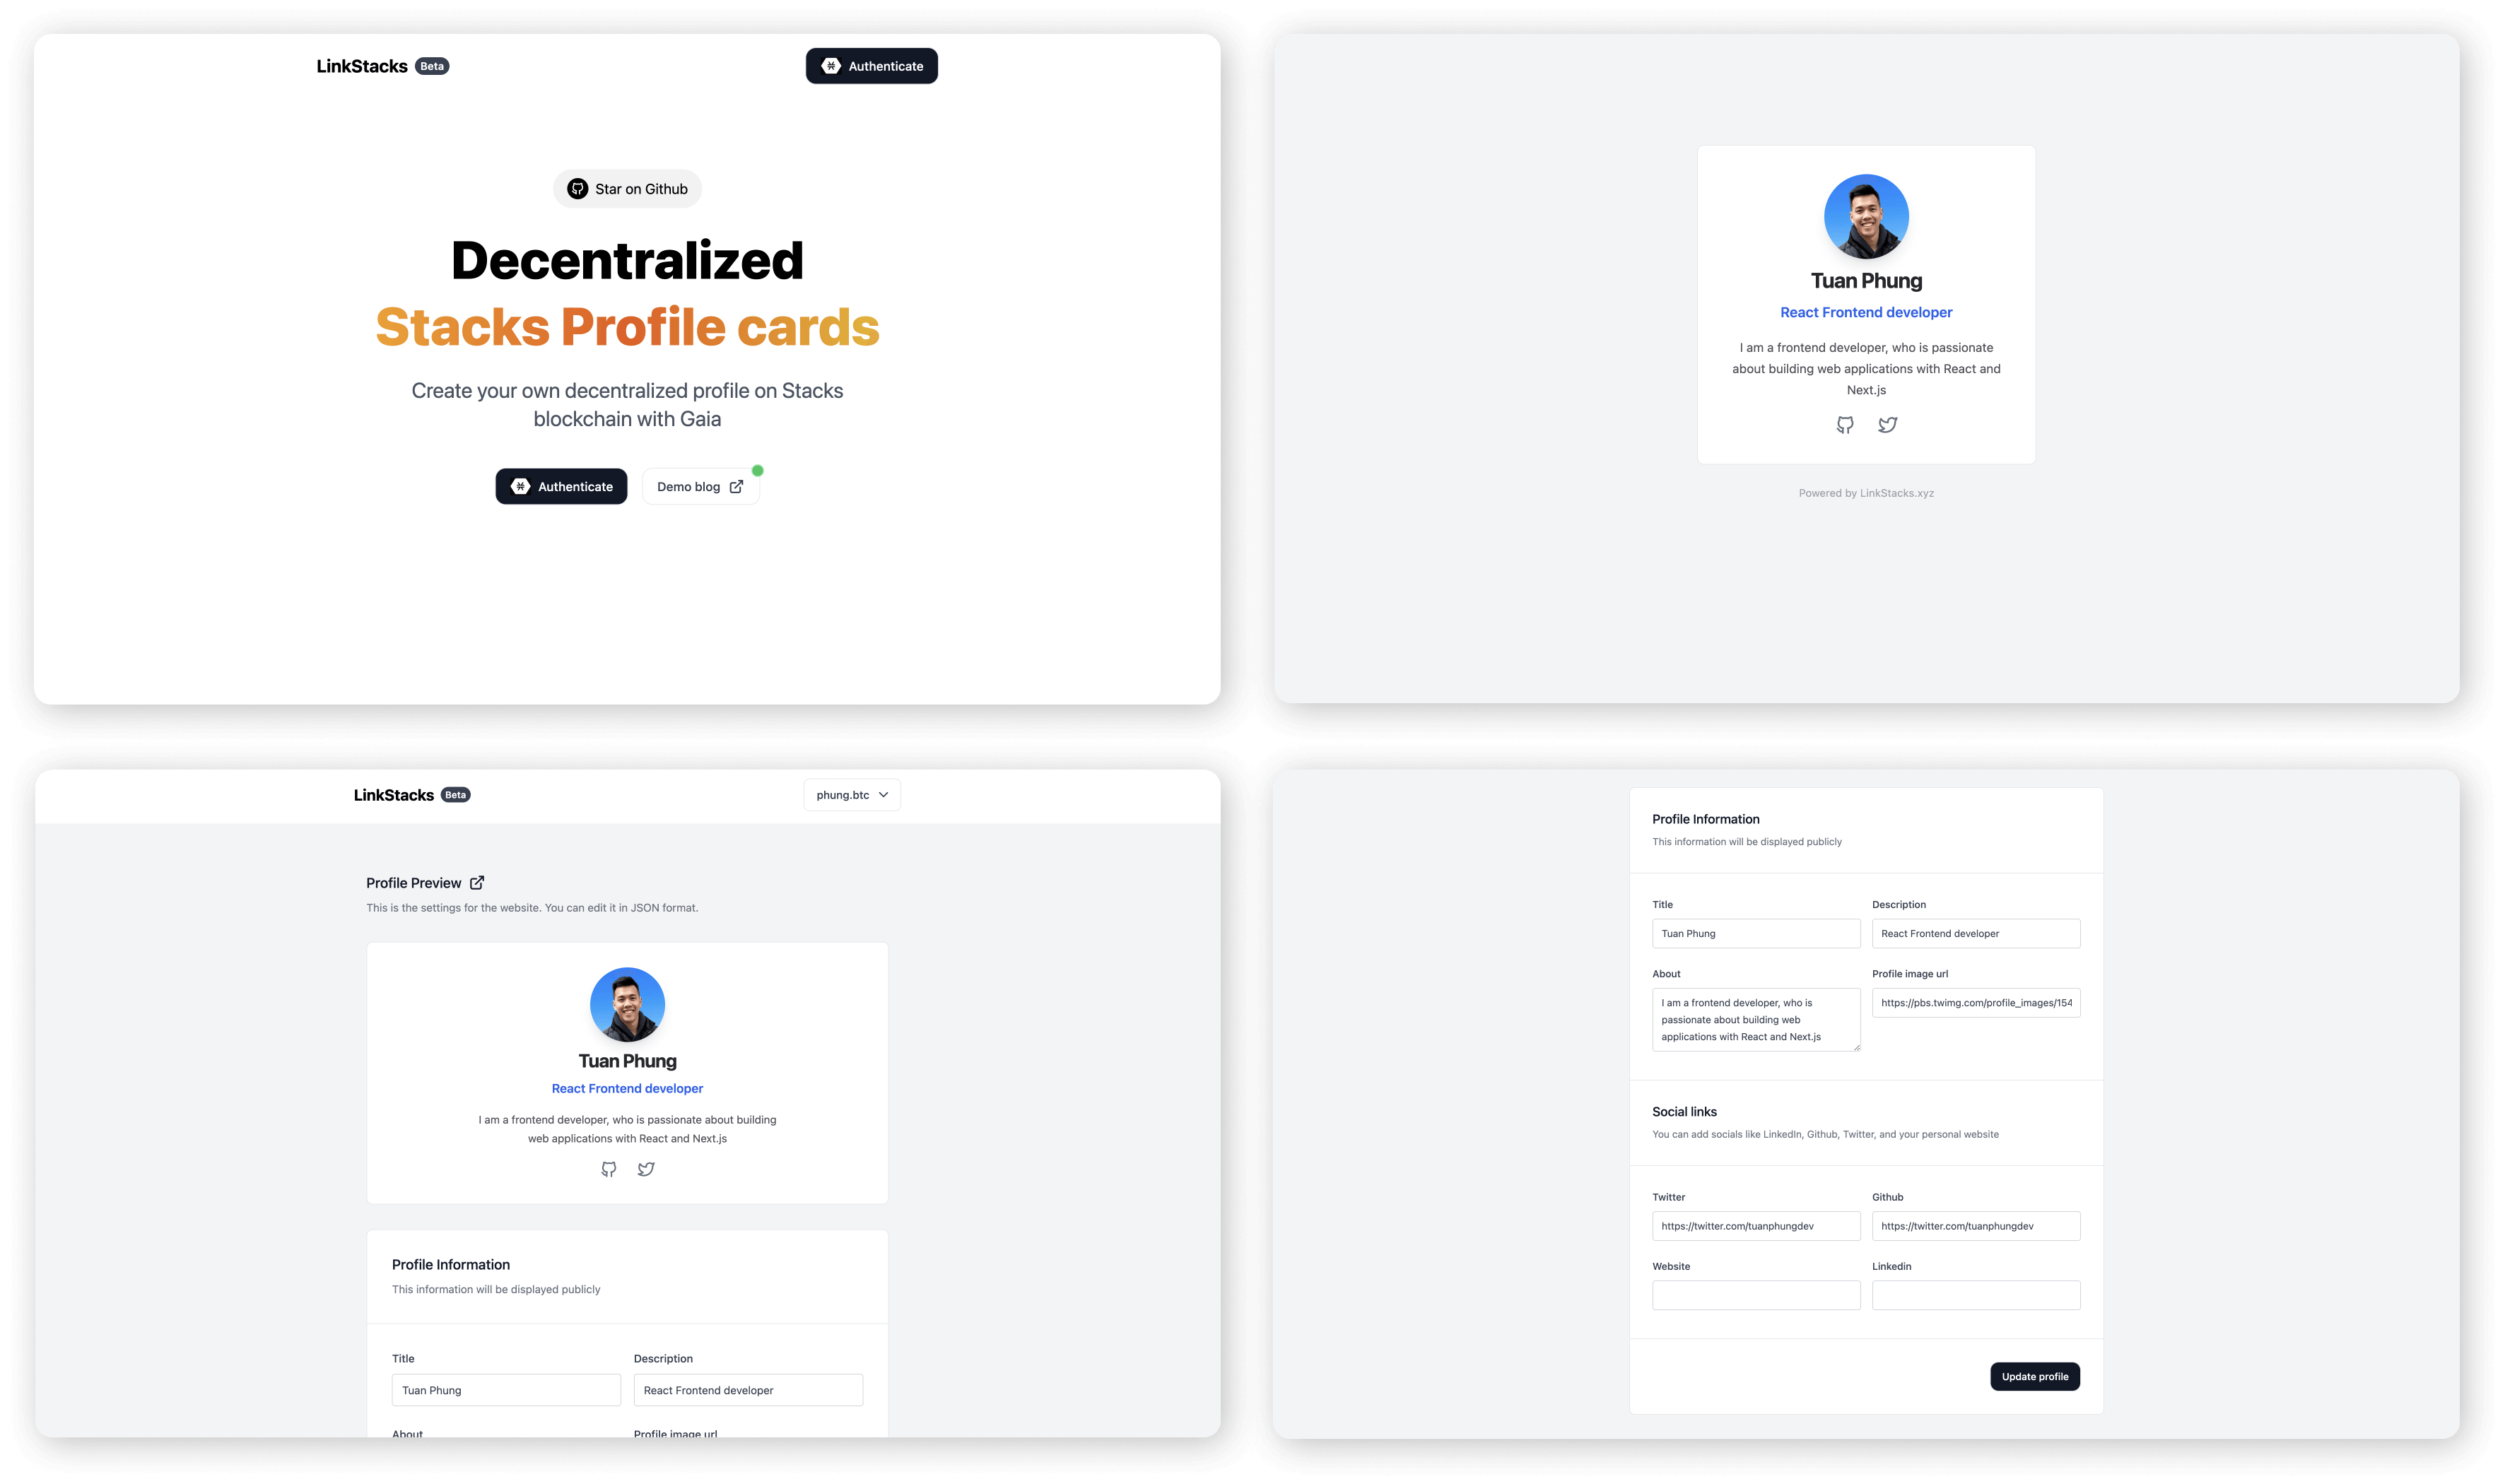 LinkStacks Beta
Authenticate
Star on Github
Decentralized
Stacks Profile cards
Create your own decentralized profile on Stacks
blockchain with Gaia
Authenticate
Demo blog
Tuan Phung
React Frontend developer
I am a frontend developer, who is passionate
about building web applications with React and
Next.js
Powered by LinkStacks.xyz
LinkStacks Beta
phung.btc
Profile Preview
This is the settings for the website. You can edit it in JSON format.
Tuan Phung
React Frontend developer
I am a frontend developer, who is passionate about building
web applications with React and Next.js
Profile Information
This information will be displayed publicly
Title
Description
Tuan Phung
React Frontend developer
About
Profile image url
Profile Information
This information will be displayed publicly
Title
Description
Tuan Phung
React Frontend developer
About
Profile image url
I am a frontend developer, who is
passionate about building web
applications with React and Next.js
https://pbs.twimg.com/profile_images/154
Social links
You can add socials like LinkedIn, Github, Twitter, and your personal website
Twitter
Github
https://twitter.com/tuanphungdev
https://twitter.com/tuanphungdev
Website
Linkedin
Update profile